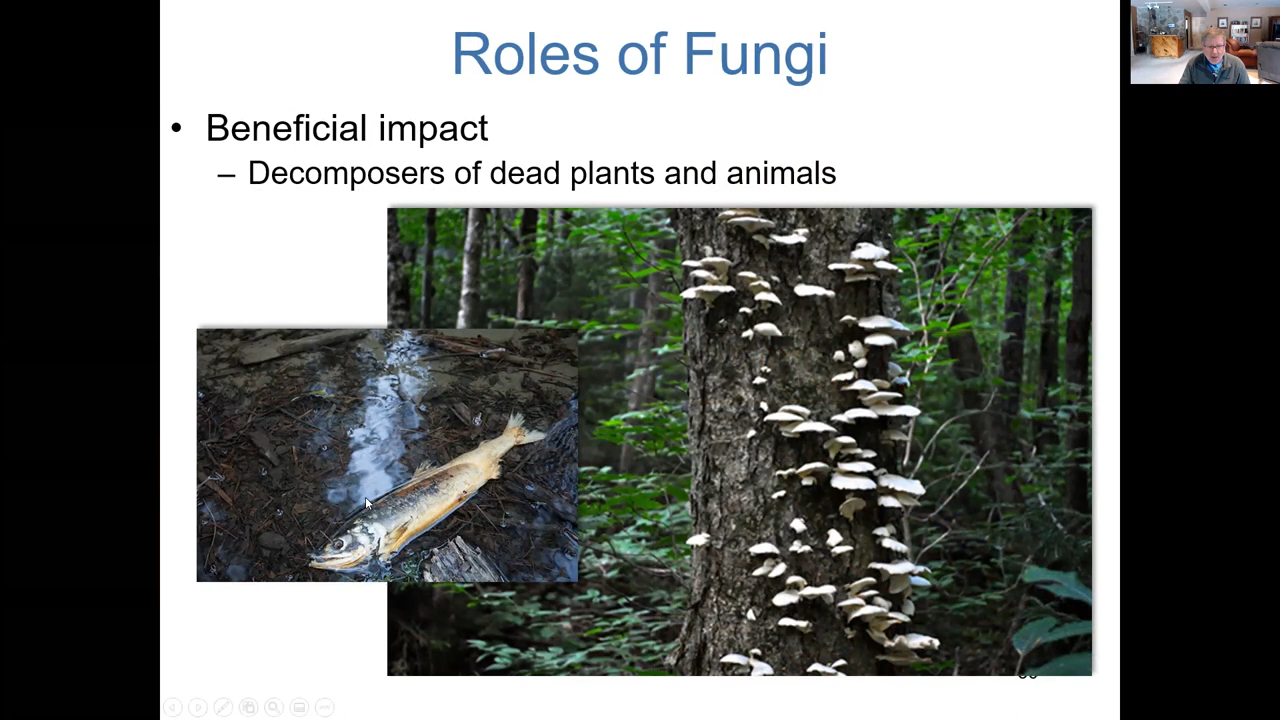 Roles of Fungi
• Beneficial impact
– Decomposers of dead plants and animals